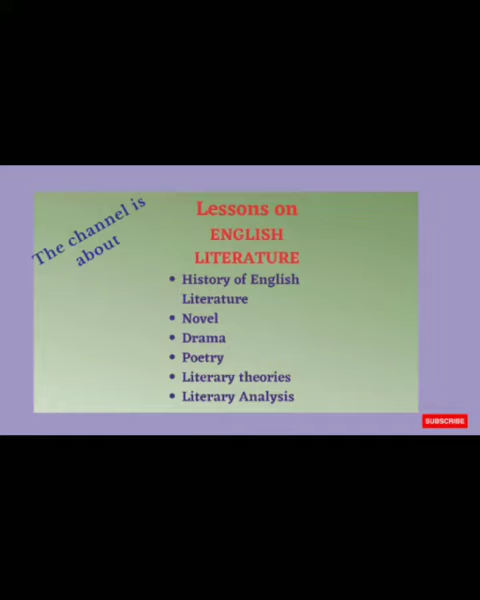 The channel is
about
Lessons on
ENGLISH
LITERATURE
• History of English
Literature
• Novel
• Drama
• Poetry
• Literary theories
• Literary Analysis
SUBSCRIBE